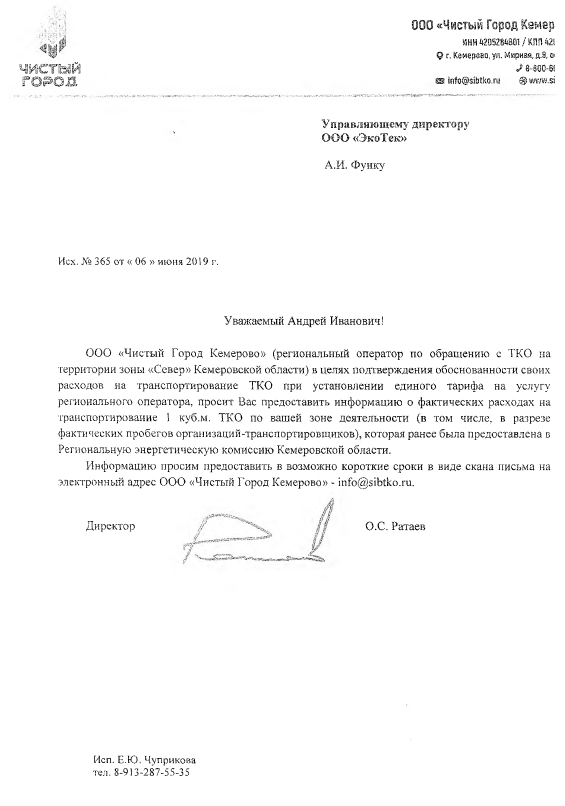 ЧИСТЫЙ
ГОРОД
ООО «Чистый Город Кемер
ИНН 4205284801 / КПП 420
г. Кемерово, ул. Мирная, д.9, о
8-800-5
info@sibtko.ru www.si
Управляющему директору
ООО «ЭкоТек»
А.И. Функу
Исх. № 365 от « 06 » июня 2019 г.
Уважаемый Андрей Иванович!
ООО «Чистый Город Кемерово» (региональный оператор по обращению с ТКО на
территории зоны «Север» Кемеровской области) в целях подтверждения обоснованности своих
расходов на транспортирование ТКО при установлении единого тарифа на услугу
регионального оператора, просит Вас предоставить информацию о фактических расходах на
транспортирование 1 куб.м. ТКО по вашей зоне деятельности (в том числе, в разрезе
фактических пробегов организаций-транспортировщиков), которая ранее была предоставлена в
Региональную энергетическую комиссию Кемеровской области.
Информацию просим предоставить в возможно короткие сроки в виде скана письма на
электронный адрес ООО «Чистый Город Кемерово» - info@sibtko.ru.
Директор О.С. Ратаев
Исп. Е.Ю. Чуприкова
тел. 8-913-287-55-35